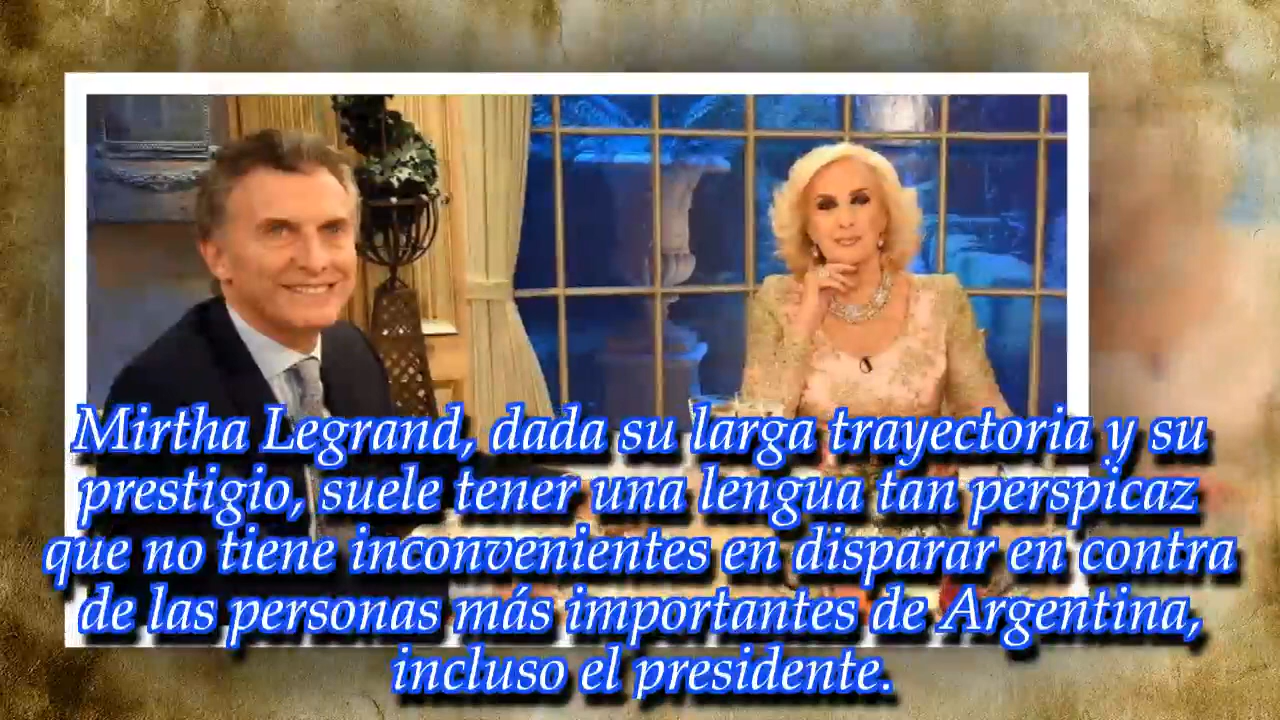 Mirtha Legrand, dada su larga trayectoria y su
prestigio, suele tener una lengua tan perspicaz
que no tiene inconvenientes en disparar en contra
de las personas más importantes de Argentina,
incluso el presidente.